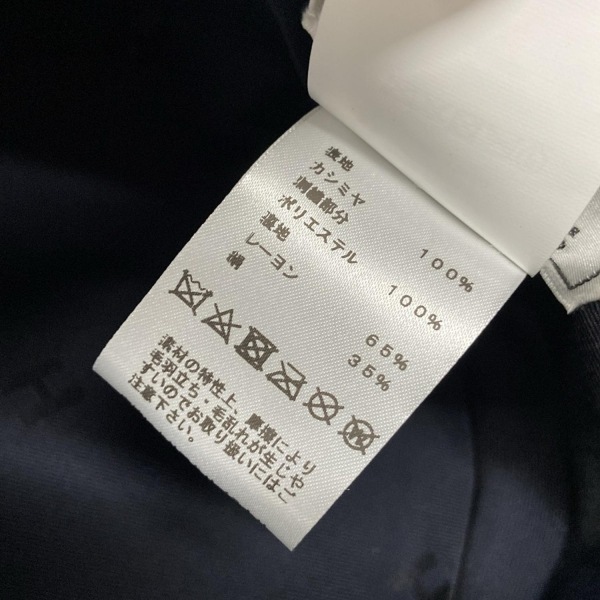 表地
カシミヤ 100%
刺繍部分
ポリエステル 100%
裏地
レーヨン 65%
綿 35%
素材の特性上、摩擦により
毛羽立ち・毛乱れが生じや
すいのでお取り扱いにはご
注意下さい。